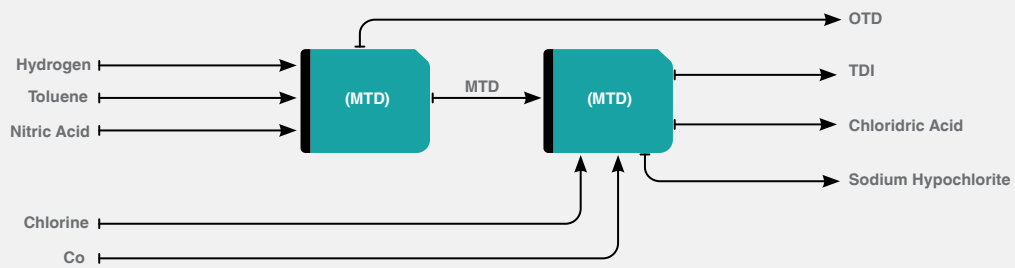 OTD
Hydrogen
Toluene
Nitric Acid
(MTD)
MTD
(MTD)
TDI
Chloridric Acid
Sodium Hypochlorite
Chlorine
Co